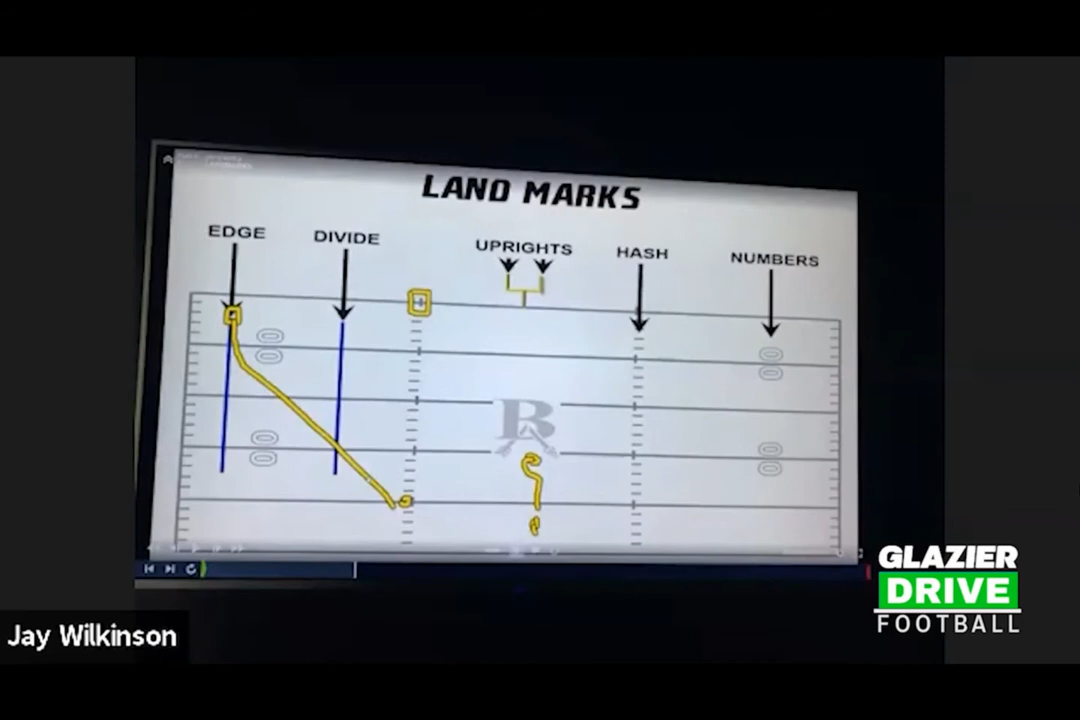 LAND MARKS
EDGE
DIVIDE
UPRIGHTS
HASH
NUMBERS
B
GLAZIER
DRIVE
FOOTBALL
Jay Wilkinson